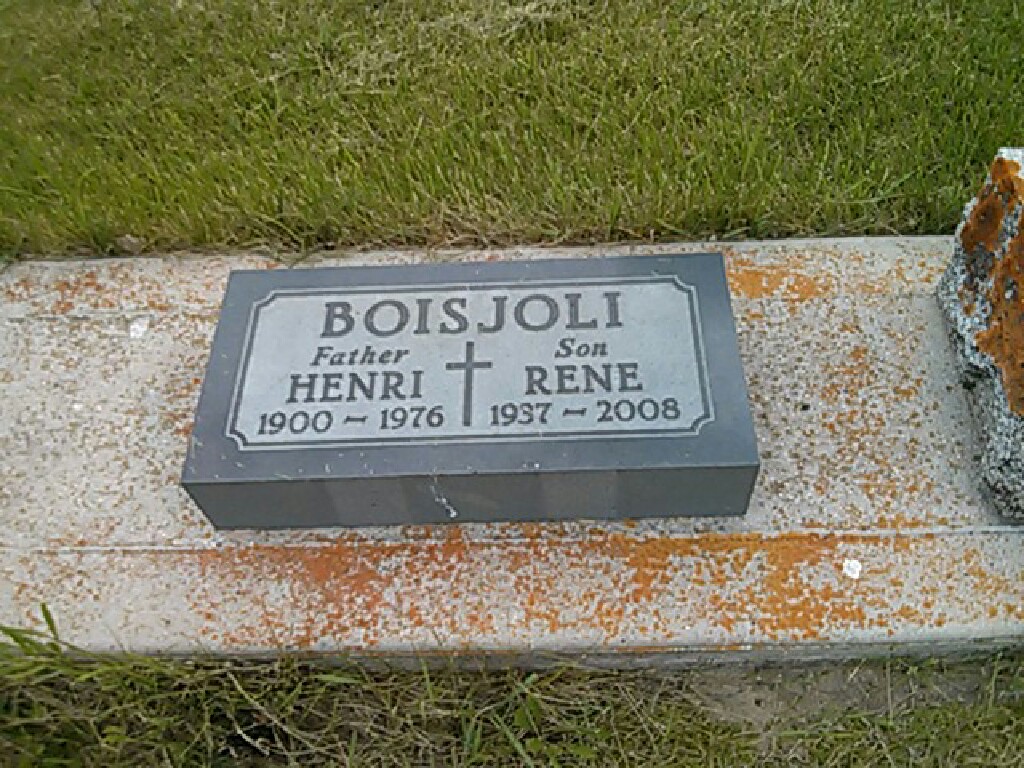 BOISJOLI
Father Son
HENRI RENE
1900 - 1976 1937 - 2008